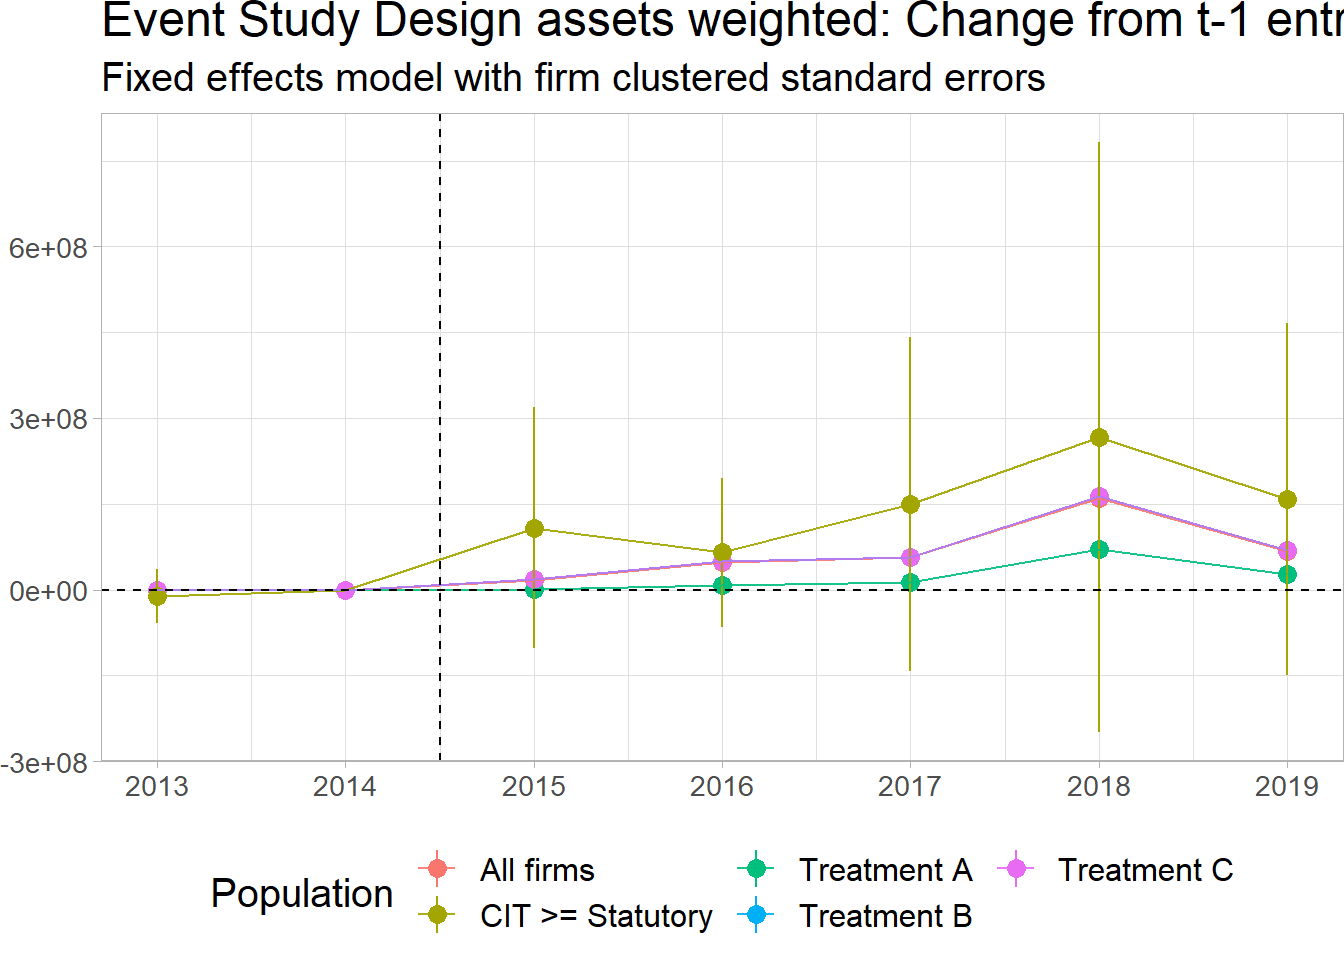 Event Study Design assets weighted: Change from t-1 entr
Fixed effects model with firm clustered standard errors
6e+08
3e+08
0e+00
-3e+08
2013 2014 2015 2016 2017 2018 2019
Population
All firms Treatment A Treatment C
CIT >= Statutory Treatment B